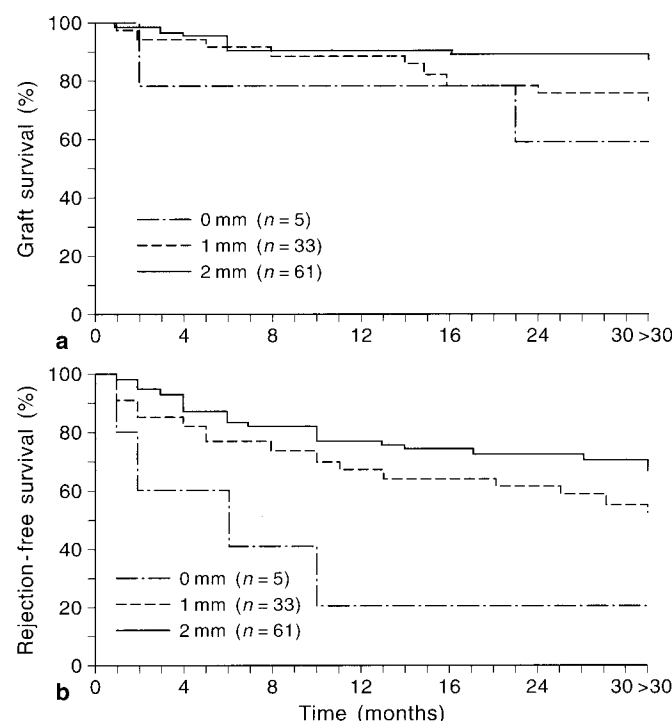 Graft survival (%)
100
80
60
40
20
0
0 mm (n = 5)
1 mm (n = 33)
2 mm (n = 61)
0 4 8 12 16 24 30 >30
a
Rejection-free survival (%)
100
80
60
40
20
0
0 mm (n = 5)
1 mm (n = 33)
2 mm (n = 61)
0 4 8 12 16 24 30 >30
b
Time (months)